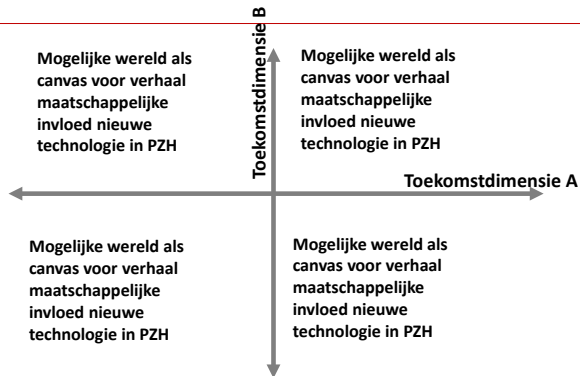 Toekomstdimensie B
Mogelijke wereld als
canvas voor verhaal
maatschappelijke
invloed nieuwe
technologie in PZH
Mogelijke wereld als
canvas voor verhaal
maatschappelijke
invloed nieuwe
technologie in PZH
Toekomstdimensie A
Mogelijke wereld als
canvas voor verhaal
maatschappelijke
invloed nieuwe
technologie in PZH
Mogelijke wereld als
canvas voor verhaal
maatschappelijke
invloed nieuwe
technologie in PZH